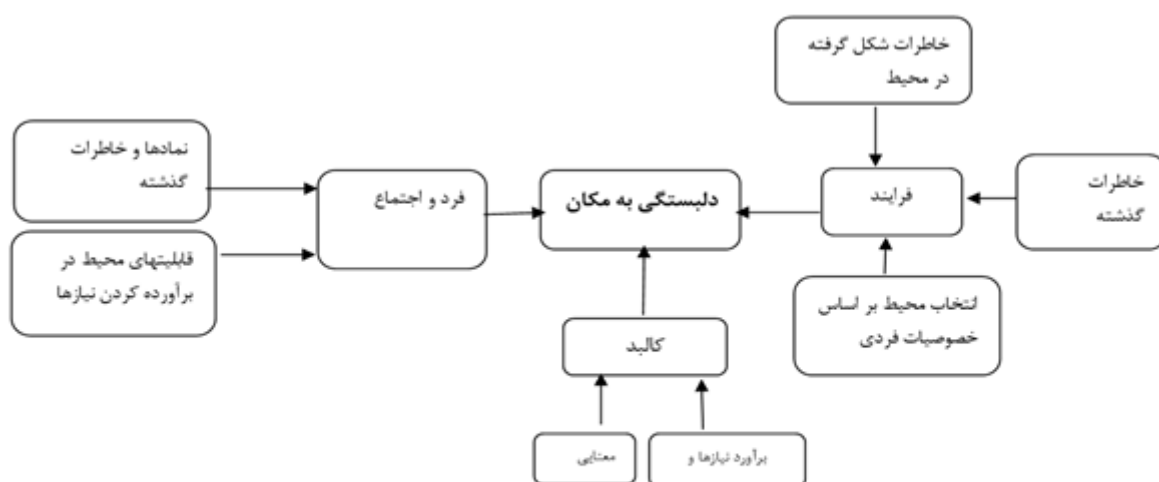 خاطرات شکل گرفته
در محیط
خاطرات
گذشته
فرایند
انتخاب محیط بر اساس
خصوصیات فردی
دلبستگی به مکان
کالبد
برآورد نیازها و
معنایی
فرد و اجتماع
نمادها و خاطرات
گذشته
قابلیتهای محیط در
برآورده کردن نیازها